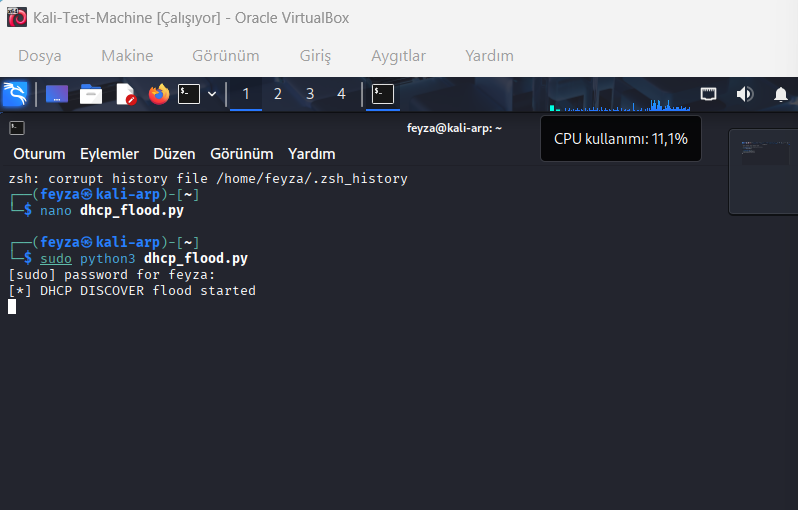 Kali-Test-Machine [Çalışıyor] - Oracle VirtualBox
Dosya Makine Görünüm Giriş Aygıtlar Yardım
1 2 3 4
feyza@kali-arp: ~
CPU kullanımı: 11,1%
Oturum Eylemler Düzen Görünüm Yardım
zsh: corrupt history file /home/feyza/.zsh_history
┌──(feyza㉿kali-arp)-[~]
└─$ nano dhcp_flood.py
┌──(feyza㉿kali-arp)-[~]
└─$ sudo python3 dhcp_flood.py
[sudo] password for feyza:
[*] DHCP DISCOVER flood started